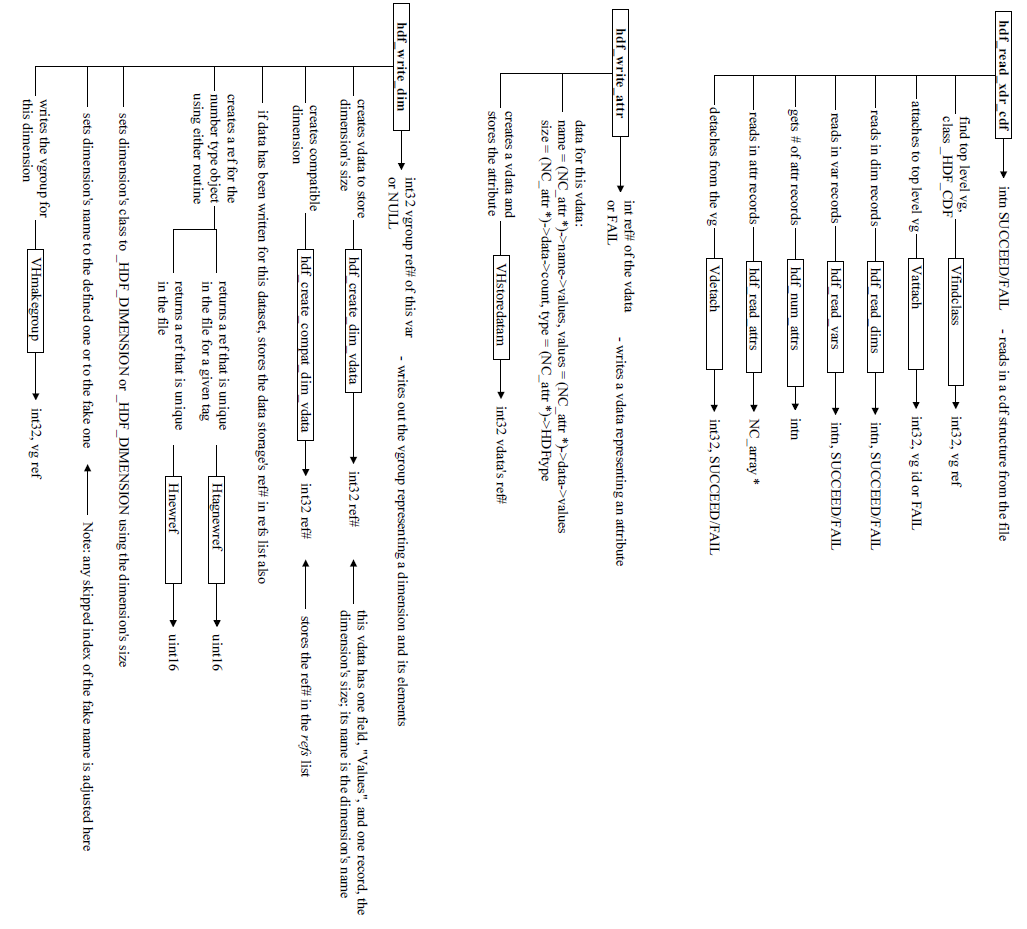 hdf_read_xdr_cdf
intn SUCCEED/FAIL - reads in a cdf structure from the file
find top level vg,
class _HDF_CDF
Vfindclass
int32, vg ref
attaches to top level vg
Vattach
int32, vg id or FAIL
reads in dim records
hdf_read_dims
intn, SUCCEED/FAIL
reads in var records
hdf_read_vars
intn, SUCCEED/FAIL
gets # of attr records
hdf_num_attrs
intn
reads in attr records
hdf_read_attrs
NC_array *
detaches from the vg
Vdetach
int32, SUCCEED/FAIL
hdf_write_attr
int ref# of the vdata
or FAIL
- writes a vdata representing an attribute
data for this vdata:
name = (NC_attr *)->name->values, values = (NC_attr *)->data->values
size = (NC_attr *)->data->count, type = (NC_attr *)->HDFtype
creates a vdata and
stores the attribute
VHstoredatam
int32 vdata's ref#
hdf_write_dim
int32 vgroup ref# of this var
or NULL
- writes out the vgroup representing a dimension and its elements
creates vdata to store
dimension's size
hdf_create_dim_vdata
int32 ref#
this vdata has one field, "Values", and one record, the
dimension's size; its name is the dimension's name
creates compatible
dimension
hdf_create_compat_dim_vdata
int32 ref#
stores the ref# in the refs list
if data has been written for this dataset, stores the data storage's ref# in refs list also
creates a ref for the
number type object
using either routine
returns a ref that is unique
in the file for a given tag
Htagnewref
uint16
returns a ref that is unique
in the file
Hnewref
uint16
sets dimension's class to _HDF_DIMENSION or _HDF_DIMENSION using the dimension's size
sets dimension's name to the defined one or to the fake one
Note: any skipped index of the fake name is adjusted here
writes the vgroup for
this dimension
VHmakegroup
int32, vg ref